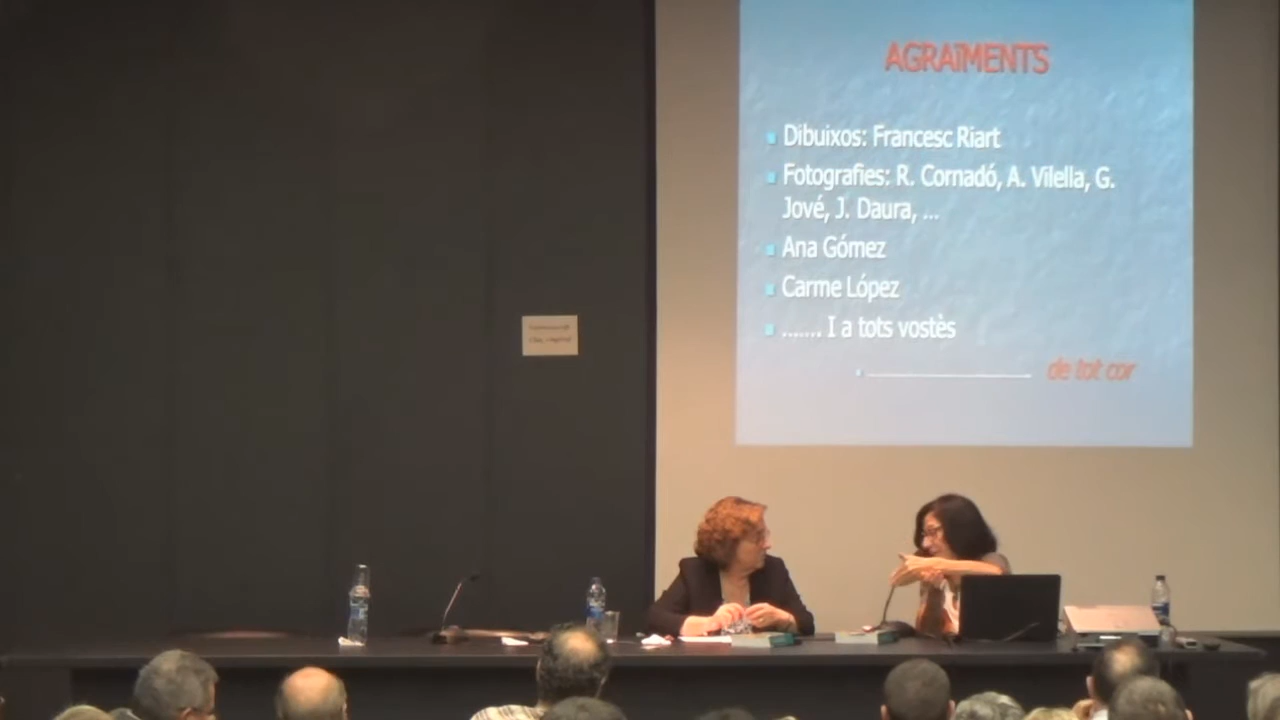 AGRAÏMENTS
Dibuixos: Francesc Riart
Fotografies: R. Cornadó, A. Vilella, G.
Jové, J. Daura, ...
Ana Gómez
Carme López
....... I a tots vostès
de tot cor